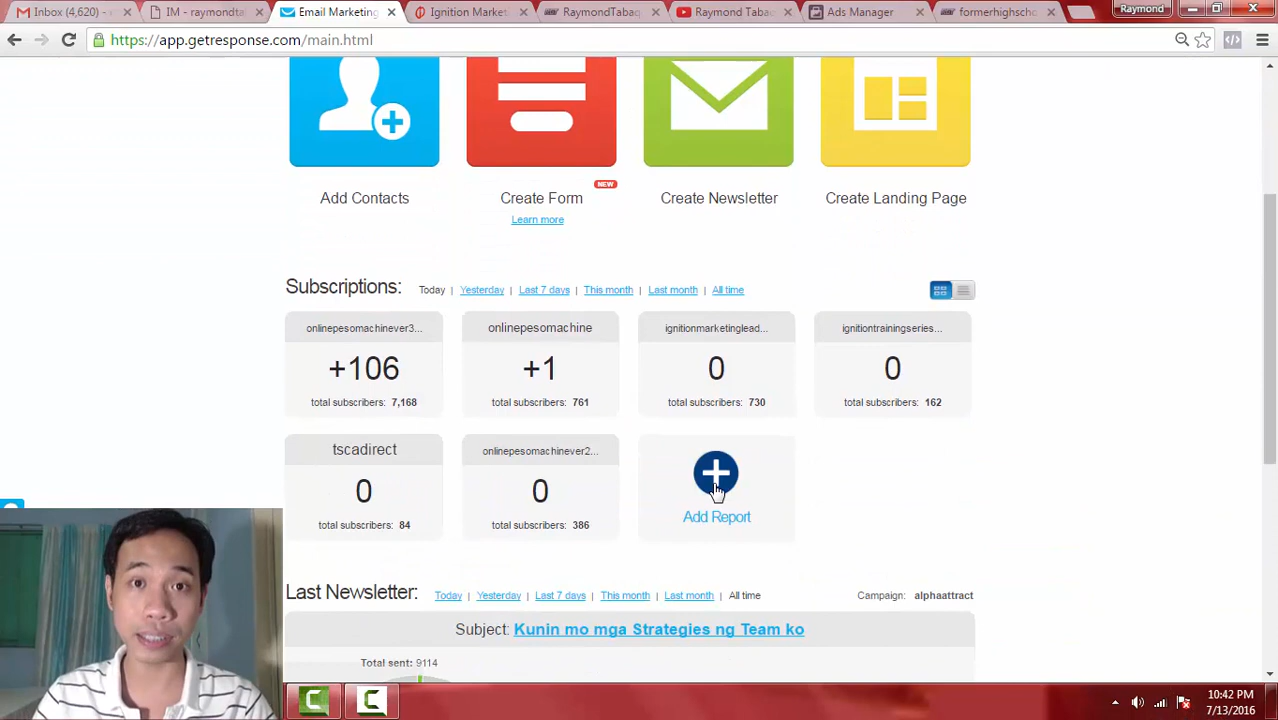 Inbox (4,620) - 
IM - raymondta
Email Marketing
Ignition Market
RaymondTabaq
Raymond Tabao
Ads Manager
formerhighscho
Raymond
https://app.getresponse.com/main.html
Add Contacts
Create Form
NEW
Learn more
Create Newsletter
Create Landing Page
Subscriptions: Today | Yesterday | Last 7 days | This month | Last month | All time
onlinepesomachinever3... onlinepesomachine ignitionmarketinglead... ignitiontrainingseries...
+106 +1 0 0
total subscribers: 7,168 total subscribers: 761 total subscribers: 730 total subscribers: 162
tscadirect onlinepesomachinever2...
0 0
total subscribers: 84 total subscribers: 386 Add Report
Last Newsletter: Today | Yesterday | Last 7 days | This month | Last month | All time Campaign: alphaattract
Subject: Kunin mo mga Strategies ng Team ko
Total sent: 9114
10:42 PM
7/13/2016